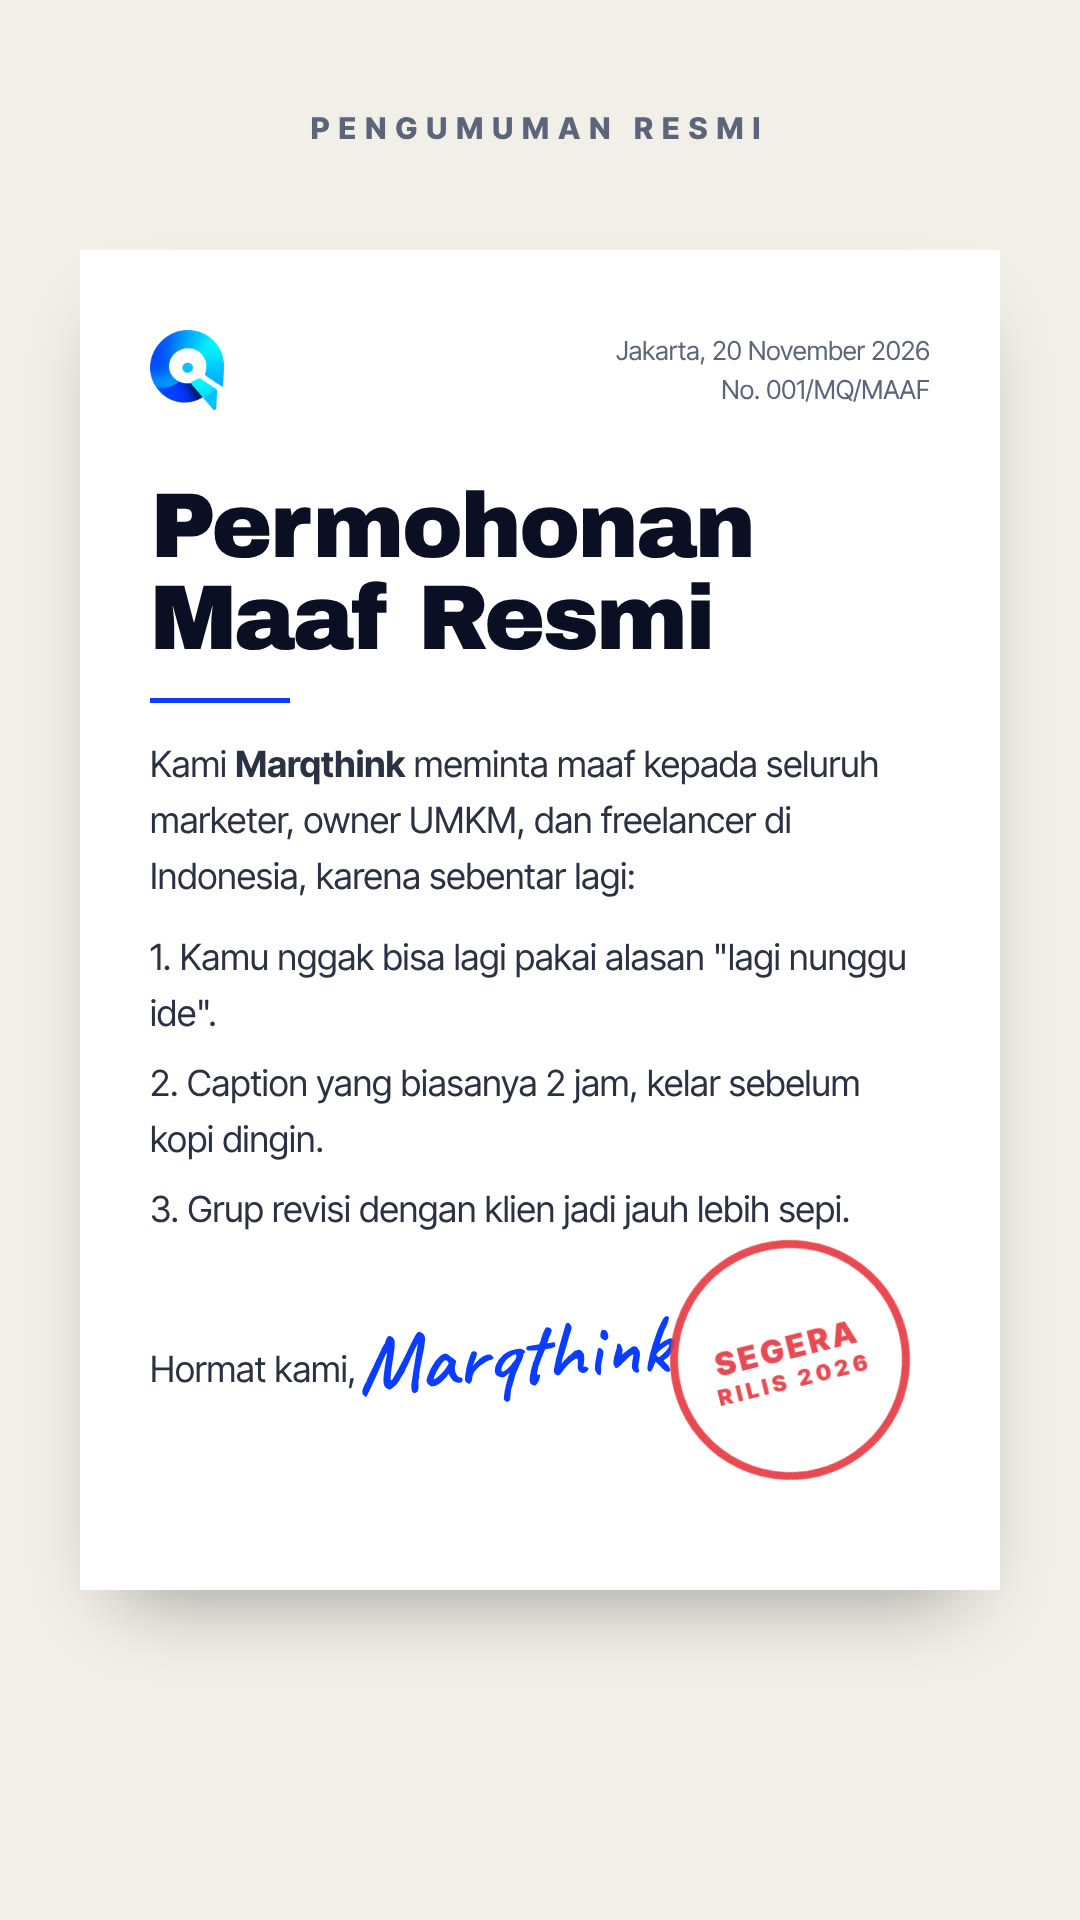 PENGUMUMAN RESMI
Jakarta, 20 November 2026
No. 001/MQ/MAAF
Permohonan
Maaf Resmi
Kami Marqthink meminta maaf kepada seluruh
marketer, owner UMKM, dan freelancer di
Indonesia, karena sebentar lagi:
1. Kamu nggak bisa lagi pakai alasan "lagi nunggu
ide".
2. Caption yang biasanya 2 jam, kelar sebelum
kopi dingin.
3. Grup revisi dengan klien jadi jauh lebih sepi.
Hormat kami, Marqthink
SEGERA
RILIS 2026